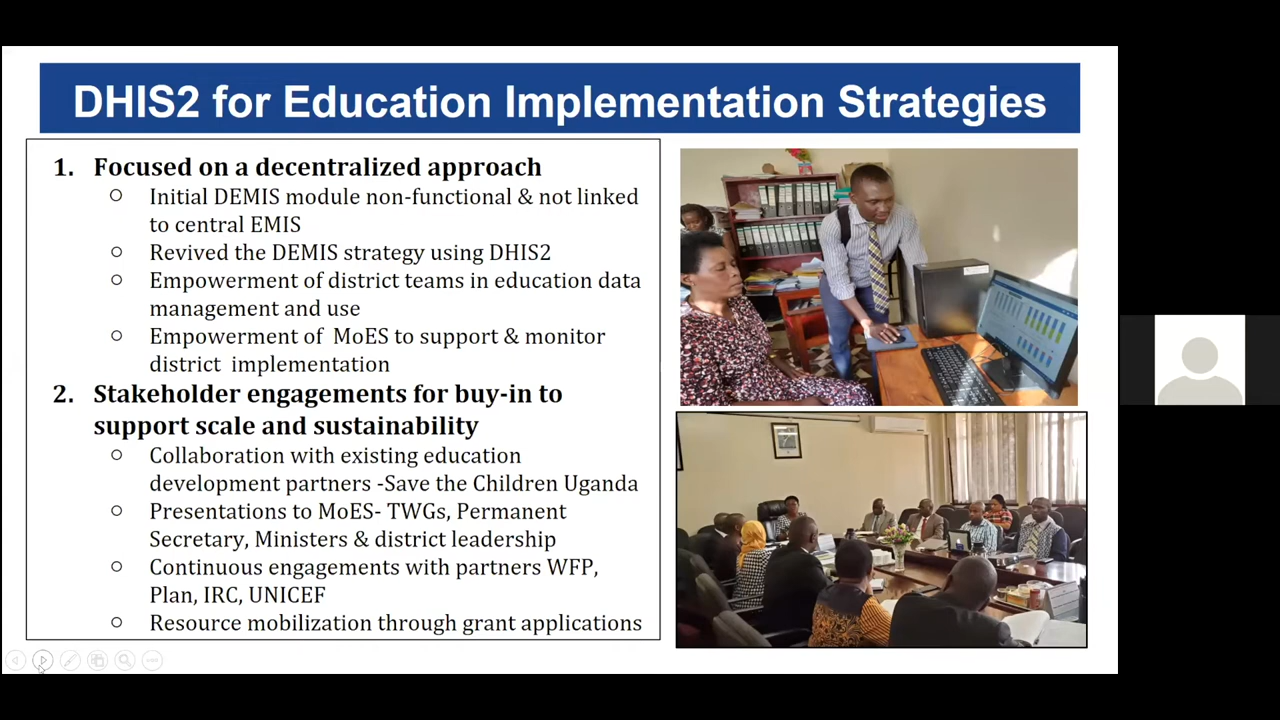 DHIS2 for Education Implementation Strategies
1. Focused on a decentralized approach
○ Initial DEMIS module non-functional & not linked
to central EMIS
○ Revived the DEMIS strategy using DHIS2
○ Empowerment of district teams in education data
management and use
○ Empowerment of MoES to support & monitor
district implementation
2. Stakeholder engagements for buy-in to
support scale and sustainability
○ Collaboration with existing education
development partners -Save the Children Uganda
○ Presentations to MoES- TWGs, Permanent
Secretary, Ministers & district leadership
○ Continuous engagements with partners WFP,
Plan, IRC, UNICEF
○ Resource mobilization through grant applications